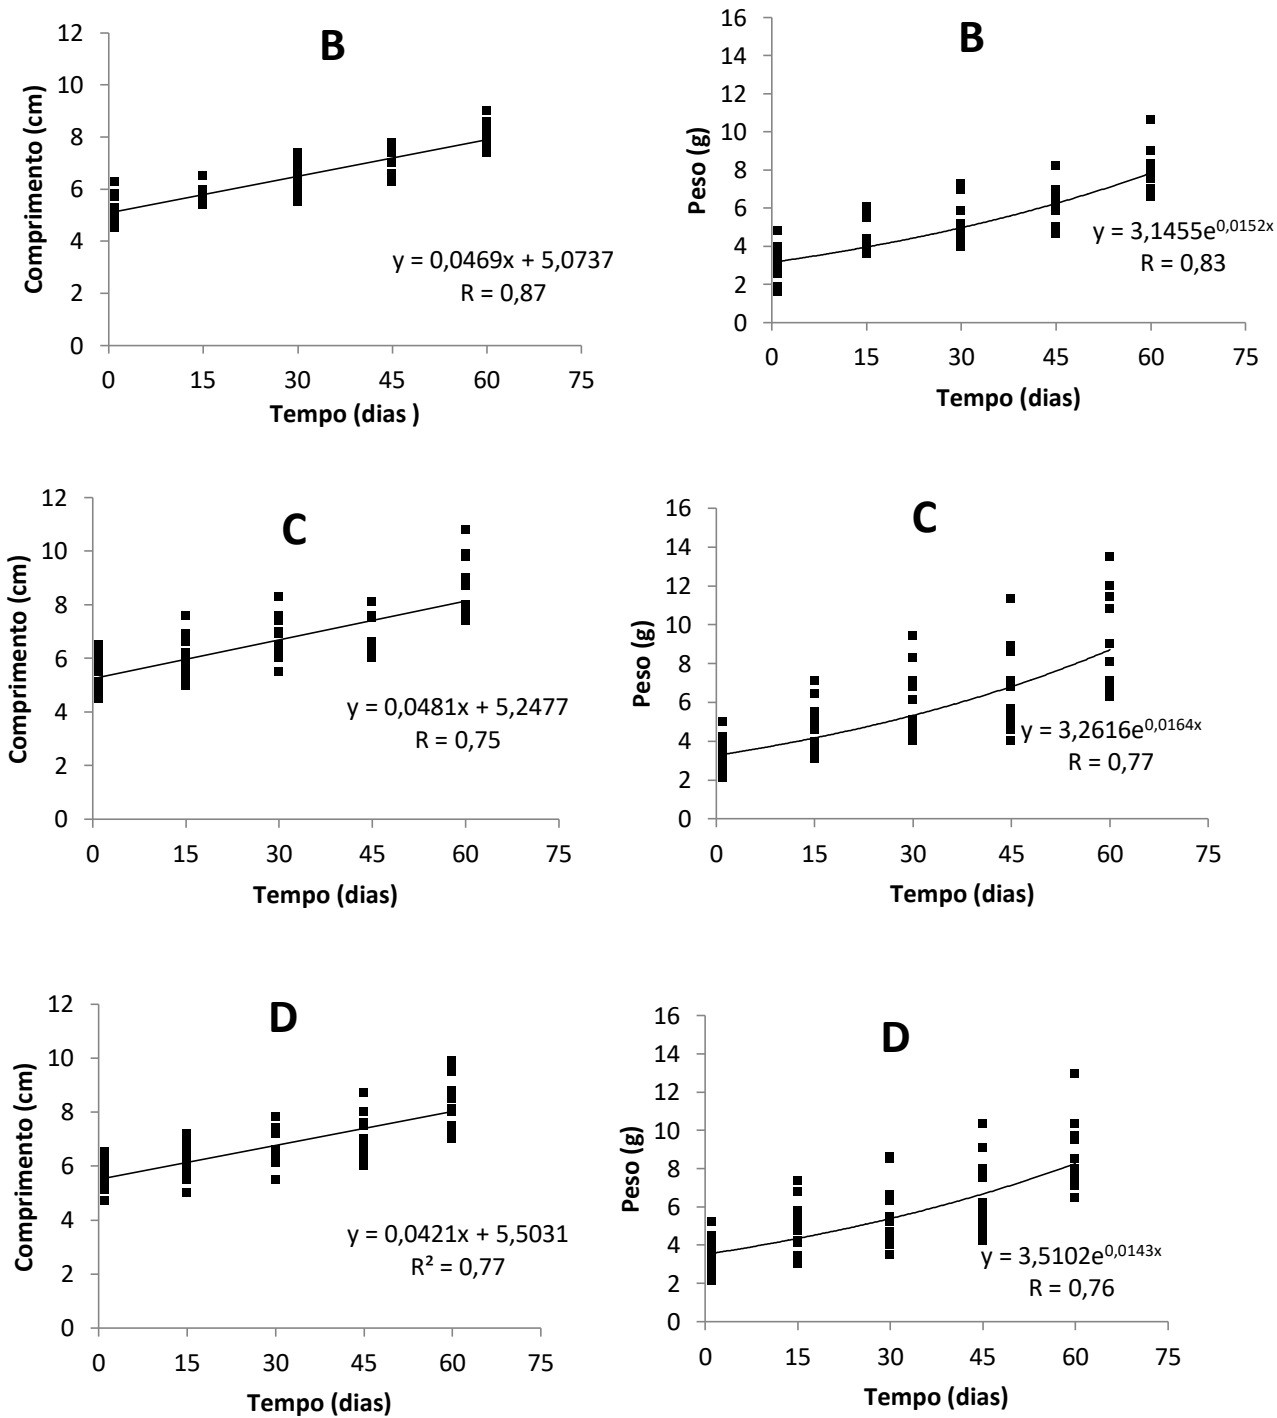 B
12
10
8
6
4
2
0
Comprimento (cm)
y = 0,0469x + 5,0737
R = 0,87
0 15 30 45 60 75
Tempo (dias )
B
16
14
12
10
8
6
4
2
0
Peso (g)
y = 3,1455e^0,0152x
R = 0,83
0 15 30 45 60 75
Tempo (dias)
C
12
10
8
6
4
2
0
Comprimento (cm)
y = 0,0481x + 5,2477
R = 0,75
0 15 30 45 60 75
Tempo (dias)
C
16
14
12
10
8
6
4
2
0
Peso (g)
y = 3,2616e^0,0164x
R = 0,77
0 15 30 45 60 75
Tempo (dias)
D
12
10
8
6
4
2
0
Comprimento (cm)
y = 0,0421x + 5,5031
R² = 0,77
0 15 30 45 60 75
Tempo (dias)
D
16
14
12
10
8
6
4
2
0
Peso (g)
y = 3,5102e^0,0143x
R = 0,76
0 15 30 45 60 75
Tempo (dias)